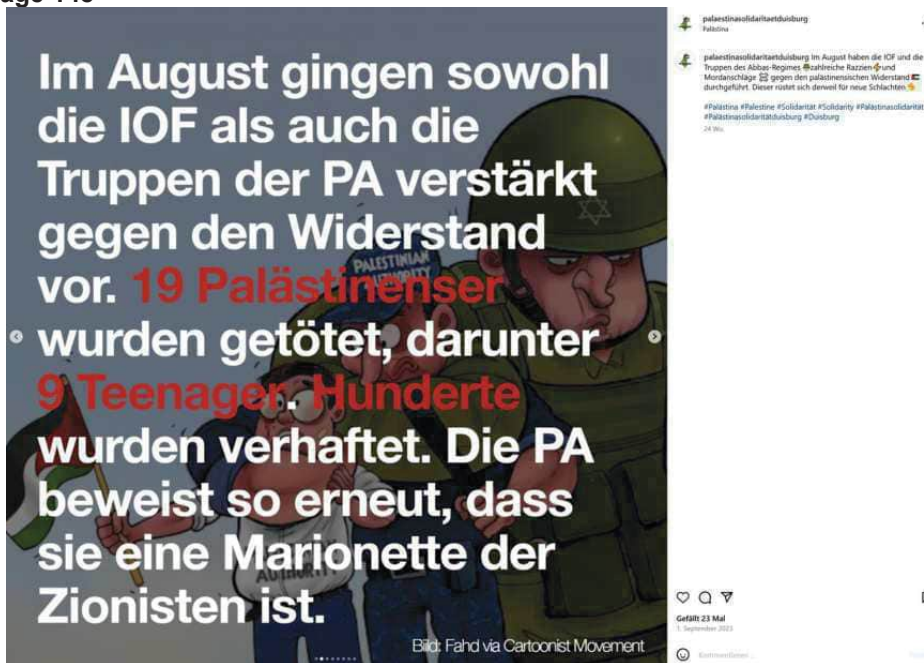 Im August gingen sowohl
die IOF als auch die
Truppen der PA verstärkt
gegen den Widerstand
vor. 19 Palästinenser
wurden getötet, darunter
9 Teenager. Hunderte
wurden verhaftet. Die PA
beweist so erneut, dass
sie eine Marionette der
Zionisten ist.
PALESTINIAN
AUTHORITY
Bild: Fahd via Cartoonist Movement
palaestinasolidaritaetduisburg
Palästina
palaestinasolidaritaetduisburg Im August haben die IOF und die
Truppen des Abbas-Regimes zahlreiche Razzien und
Mordanschläge gegen den palästinensischen Widerstand
durchgeführt. Dieser rüstet sich derweil für neue Schlachten
#Palästina #Palestine #Solidarität #Solidarity #Palästinasolidarität
#Palästinasolidaritätduisburg #Duisburg
24 Wo.
Gefällt 23 Mal
1. September 2023
Kommentieren ...